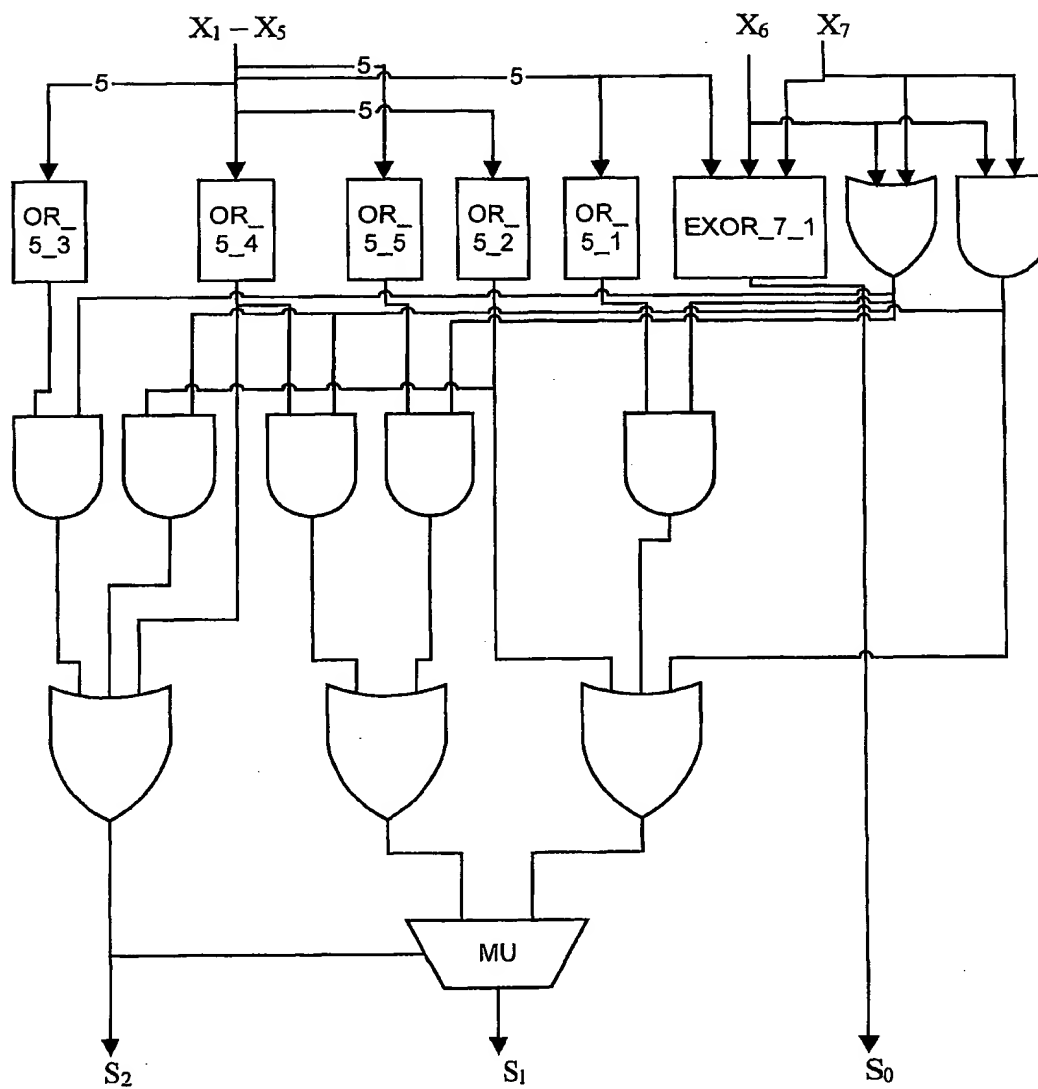 X₁ – X₅
X₆
X₇
5
5
5
5
OR_
5_3
OR_
5_4
OR_
5_5
OR_
5_2
OR_
5_1
EXOR_7_1
MU
S₂
S₁
S₀